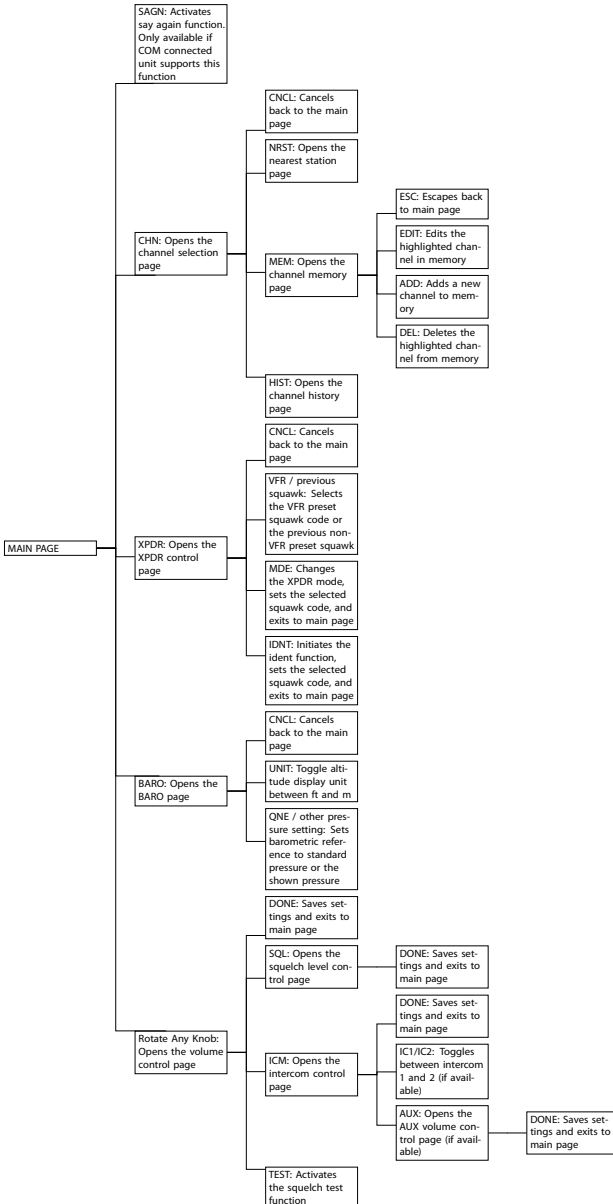 SAGN: Activates
say again function.
Only available if
COM connected
unit supports this
function
CNCL: Cancels
back to the main
page
NRST: Opens the
nearest station
page
ESC: Escapes back
to main page
CHN: Opens the
channel selection
page
MEM: Opens the
channel memory
page
EDIT: Edits the
highlighted chan-
nel in memory
ADD: Adds a new
channel to mem-
ory
DEL: Deletes the
highlighted chan-
nel from memory
HIST: Opens the
channel history
page
CNCL: Cancels
back to the main
page
VFR / previous
squawk: Selects
the VFR preset
squawk code or
the previous non-
VFR preset squawk
MAIN PAGE
XPDR: Opens the
XPDR control
page
MDE: Changes
the XPDR mode,
sets the selected
squawk code, and
exits to main page
IDNT: Initiates the
ident function,
sets the selected
squawk code, and
exits to main page
CNCL: Cancels
back to the main
page
BARO: Opens the
BARO page
UNIT: Toggle alti-
tude display unit
between ft and m
QNE / other pres-
sure setting: Sets
barometric refer-
ence to standard
pressure or the
shown pressure
DONE: Saves set-
tings and exits to
main page
SQL: Opens the
squelch level con-
trol page
DONE: Saves set-
tings and exits to
main page
Rotate Any Knob:
Opens the volume
control page
ICM: Opens the
intercom control
page
DONE: Saves set-
tings and exits to
main page
IC1/IC2: Toggles
between intercom
1 and 2 (if avail-
able)
AUX: Opens the
AUX volume con-
trol page (if avail-
able)
DONE: Saves set-
tings and exits to
main page
TEST: Activates
the squelch test
function